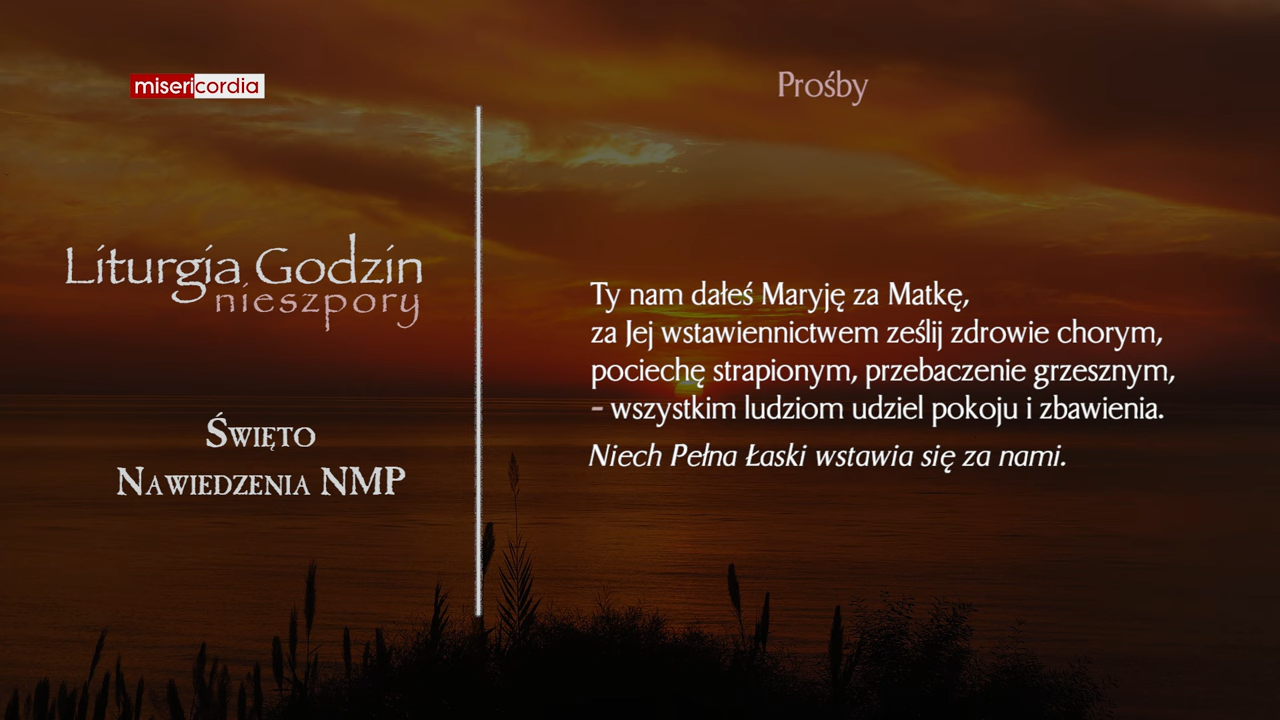 misericordia
Prośby
Liturgia Godzin
nieszpory
Święto
Nawiedzenia NMP
Ty nam dałeś Maryję za Matkę,
za Jej wstawiennictwem ześlij zdrowie chorym,
pociechę strapionym, przebaczenie grzesznym,
- wszystkim ludziom udziel pokoju i zbawienia.
Niech Pełna Łaski wstawia się za nami.